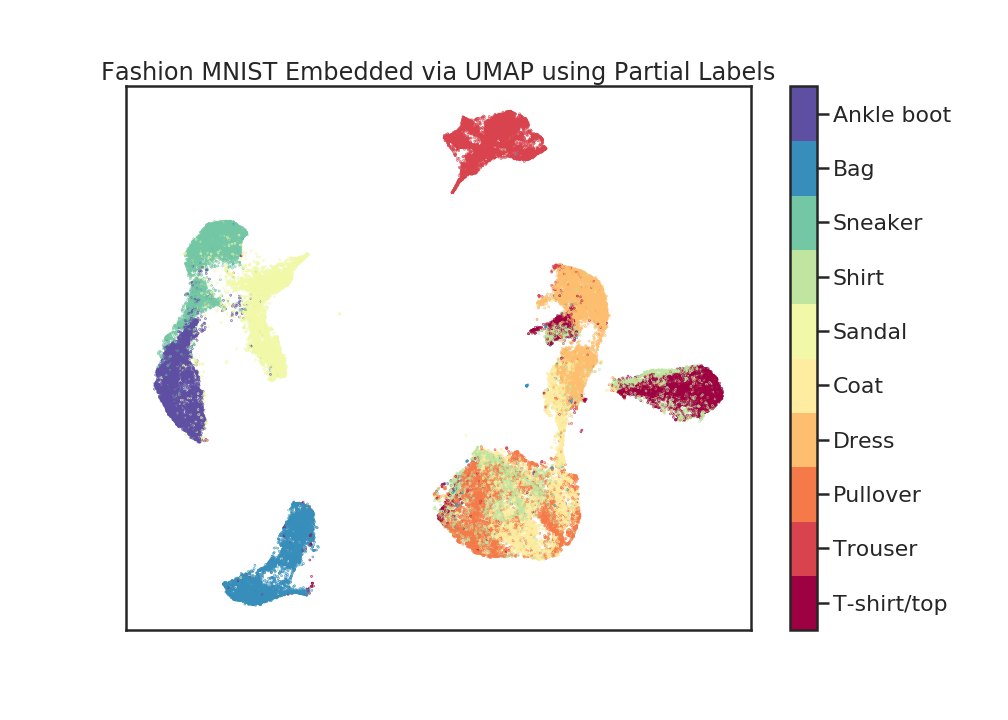 Fashion MNIST Embedded via UMAP using Partial Labels
Ankle boot
Bag
Sneaker
Shirt
Sandal
Coat
Dress
Pullover
Trouser
T-shirt/top